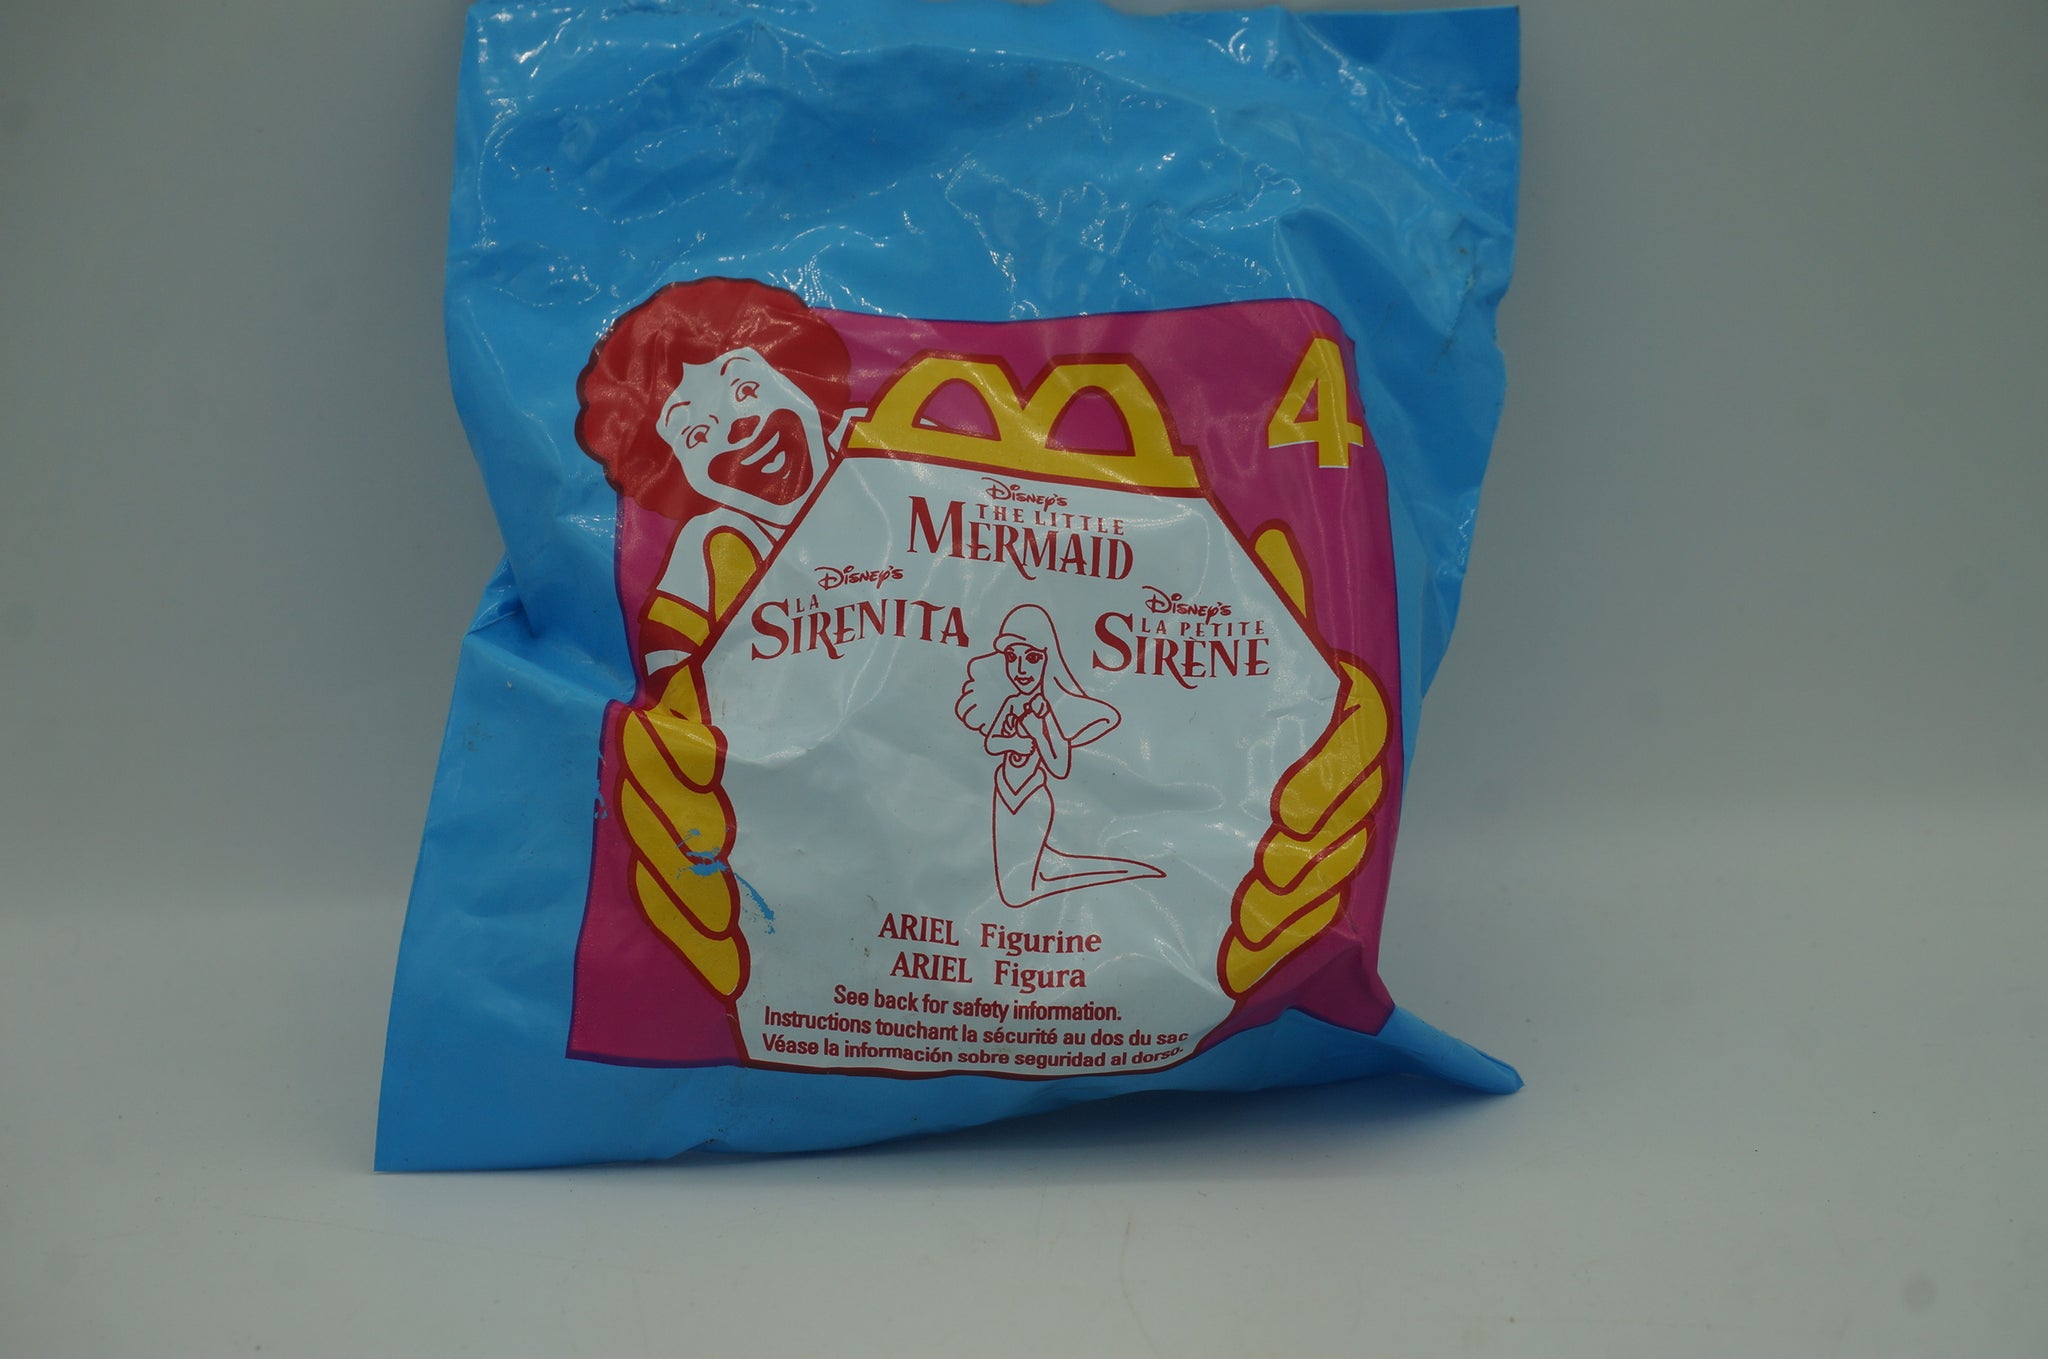 4
Disney's
THE LITTLE
MERMAID
Disney's
LA
SIRENITA
Disney's
LA PETITE
SIRÈNE
ARIEL Figurine
ARIEL Figura
See back for safety information.
Instructions touchant la sécurité au dos du sac
Véase la información sobre seguridad al dorso.